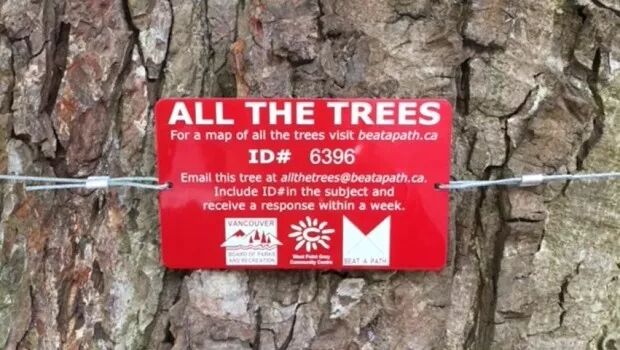 ALL THE TREES
For a map of all the trees visit beatapath.ca
ID# 6396
Email this tree at allthetrees@beatapath.ca.
Include ID#in the subject and
receive a response within a week.
VANCOUVER
BOARD OF PARKS
AND RECREATION
West Point Grey
Community Centre
BEAT A PATH